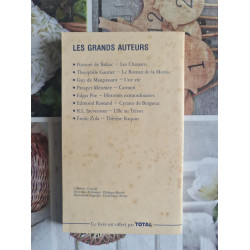 LES GRANDS AUTEURS
• Honoré de Balzac – Les Chouans
• Théophile Gautier – Le Roman de la Momie
• Guy de Maupassant – Une vie
• Prosper Mérimée – Carmen
• Edgar Poe – Histoires extraordinaires
• Edmond Rostand – Cyrano de Bergerac
• R.L. Stevenson – L'Ile au Trésor
• Emile Zola – Thérèse Raquin
Ce livre est offert par TOTAL